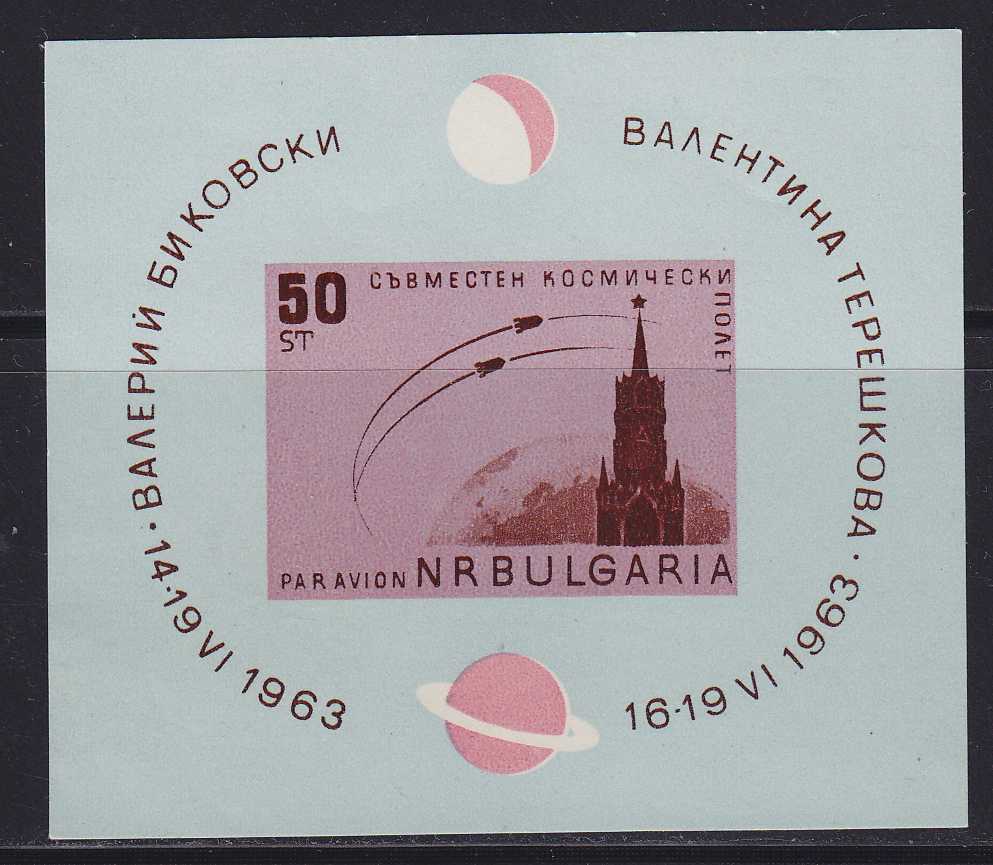 14·19 VI 1963 · ВАЛЕРИЙ БИКОВСКИ
ВАЛЕНТИНА ТЕРЕШКОВА · 16-19 VI 1963
50
ST
СЪВМЕСТЕН КОСМИЧЕСКИ
ПОЛЕТ
PAR AVION NR BULGARIA